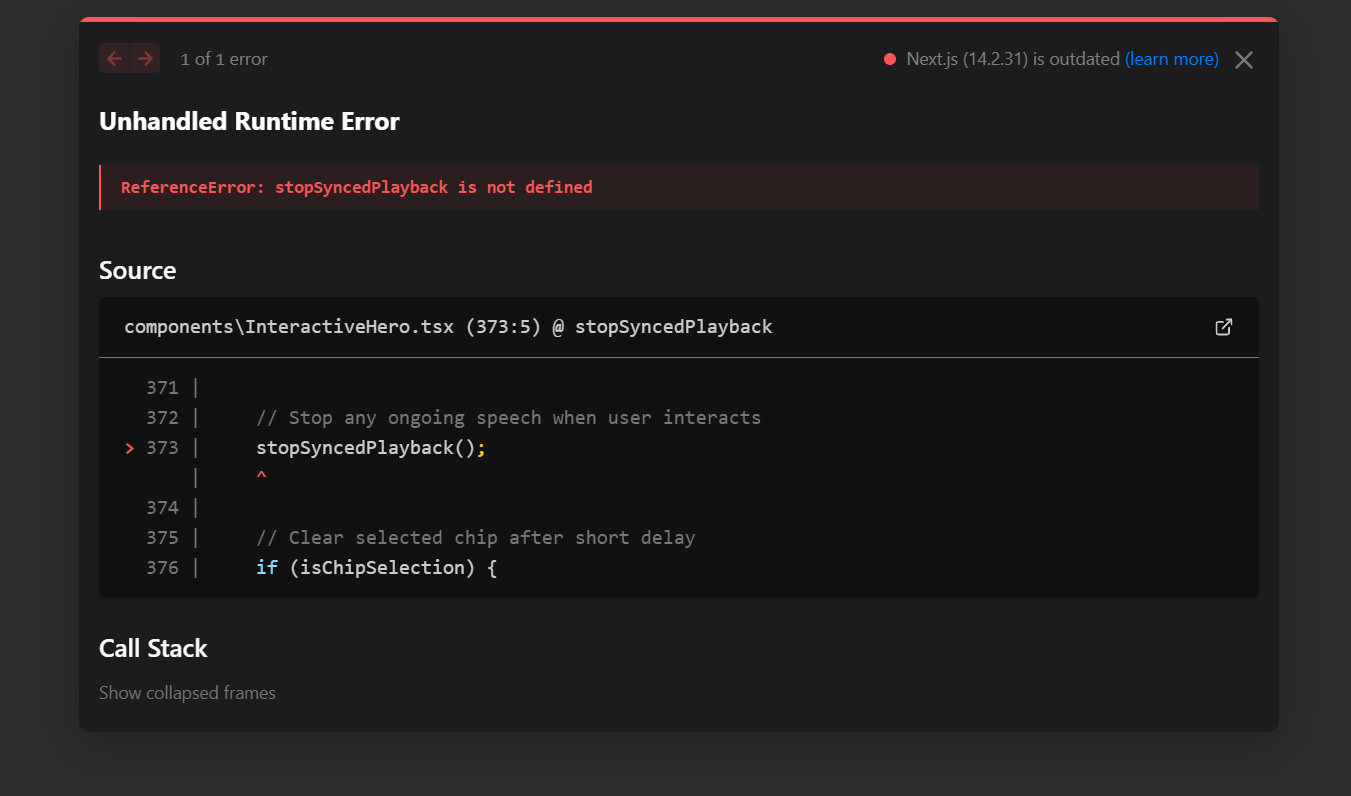 1 of 1 error
Next.js (14.2.31) is outdated (learn more)
Unhandled Runtime Error
ReferenceError: stopSyncedPlayback is not defined
Source
components\InteractiveHero.tsx (373:5) @ stopSyncedPlayback
371 |
372 |     // Stop any ongoing speech when user interacts
> 373 |     stopSyncedPlayback();
|     ^
374 |
375 |     // Clear selected chip after short delay
376 |     if (isChipSelection) {
Call Stack
Show collapsed frames